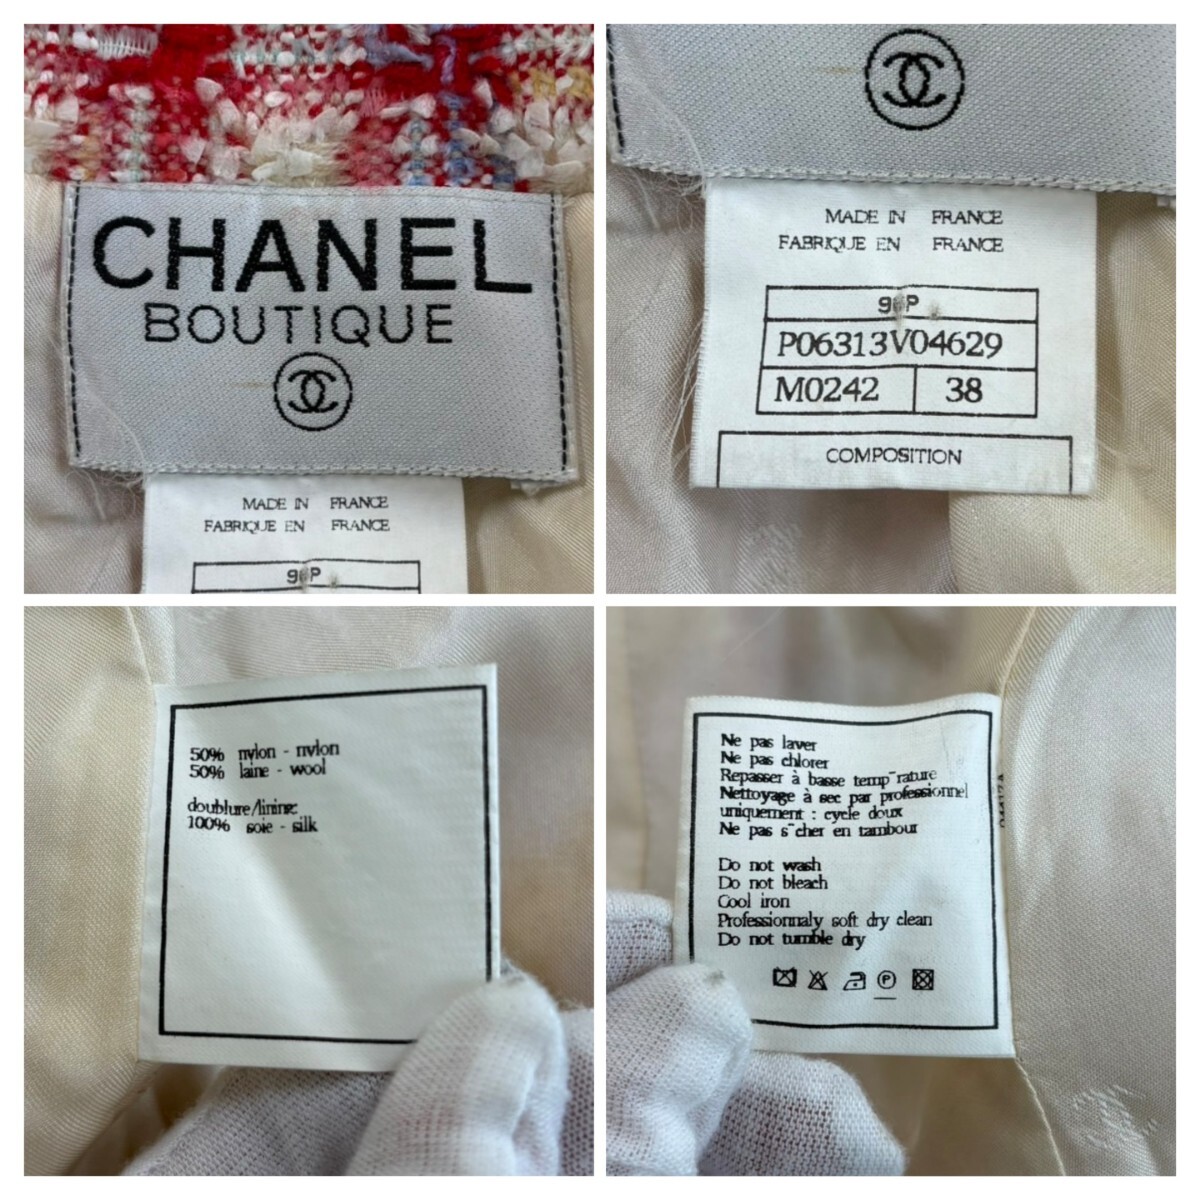 CHANEL
BOUTIQUE
MADE IN FRANCE
FABRIQUE EN FRANCE
MADE IN FRANCE
FABRIQUE EN FRANCE
P06313V04629
M0242 38
COMPOSITION
50% nylon - nylon
50% laine - wool
doublure/lining:
100% soie - silk
Ne pas laver
Ne pas chlorer
Repasser à basse temp¨rature
Nettoyage à sec par professionnel
uniquement : cycle doux
Ne pas s¨cher en tambour
Do not wash
Do not bleach
Cool iron
Professionnaly soft dry clean
Do not tumble dry
P